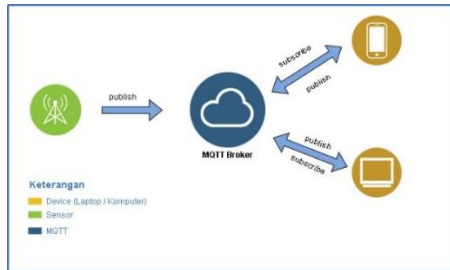 subscribe
publish
publish
MQTT Broker
publish
subscribe
Keterangan
Device (Laptop / Komputer)
Sensor
MQTT